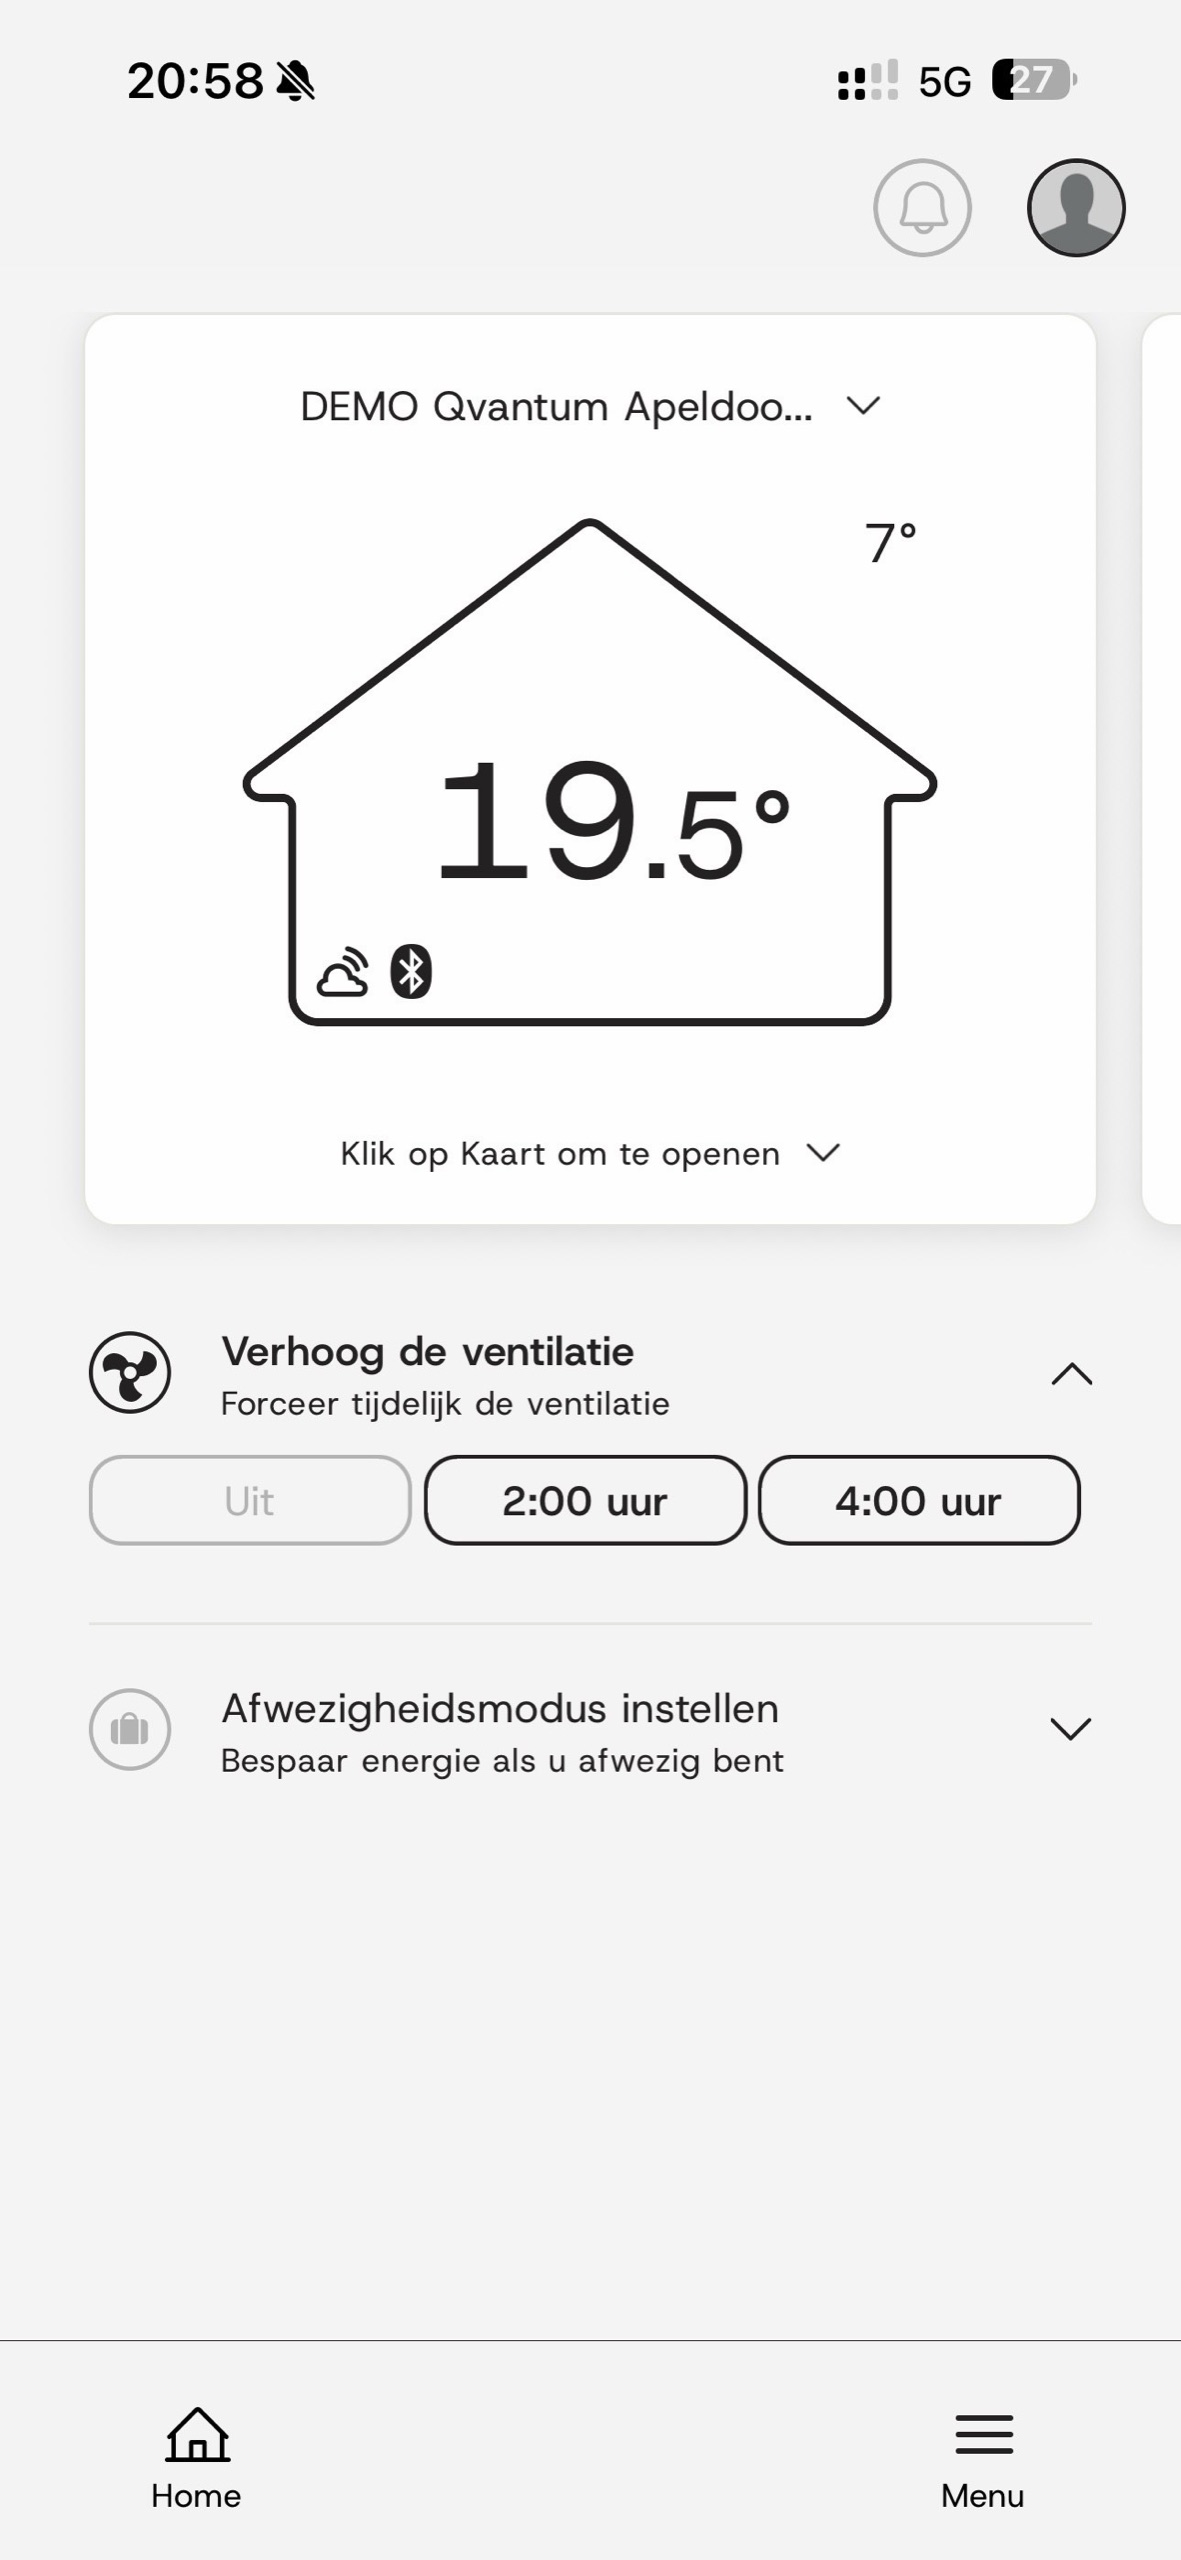 20:58
5G
27
DEMO Qvantum Apeldoo...
7°
19.5°
Klik op Kaart om te openen
Verhoog de ventilatie
Forceer tijdelijk de ventilatie
Uit
2:00 uur
4:00 uur
Afwezigheidsmodus instellen
Bespaar energie als u afwezig bent
Home
Menu